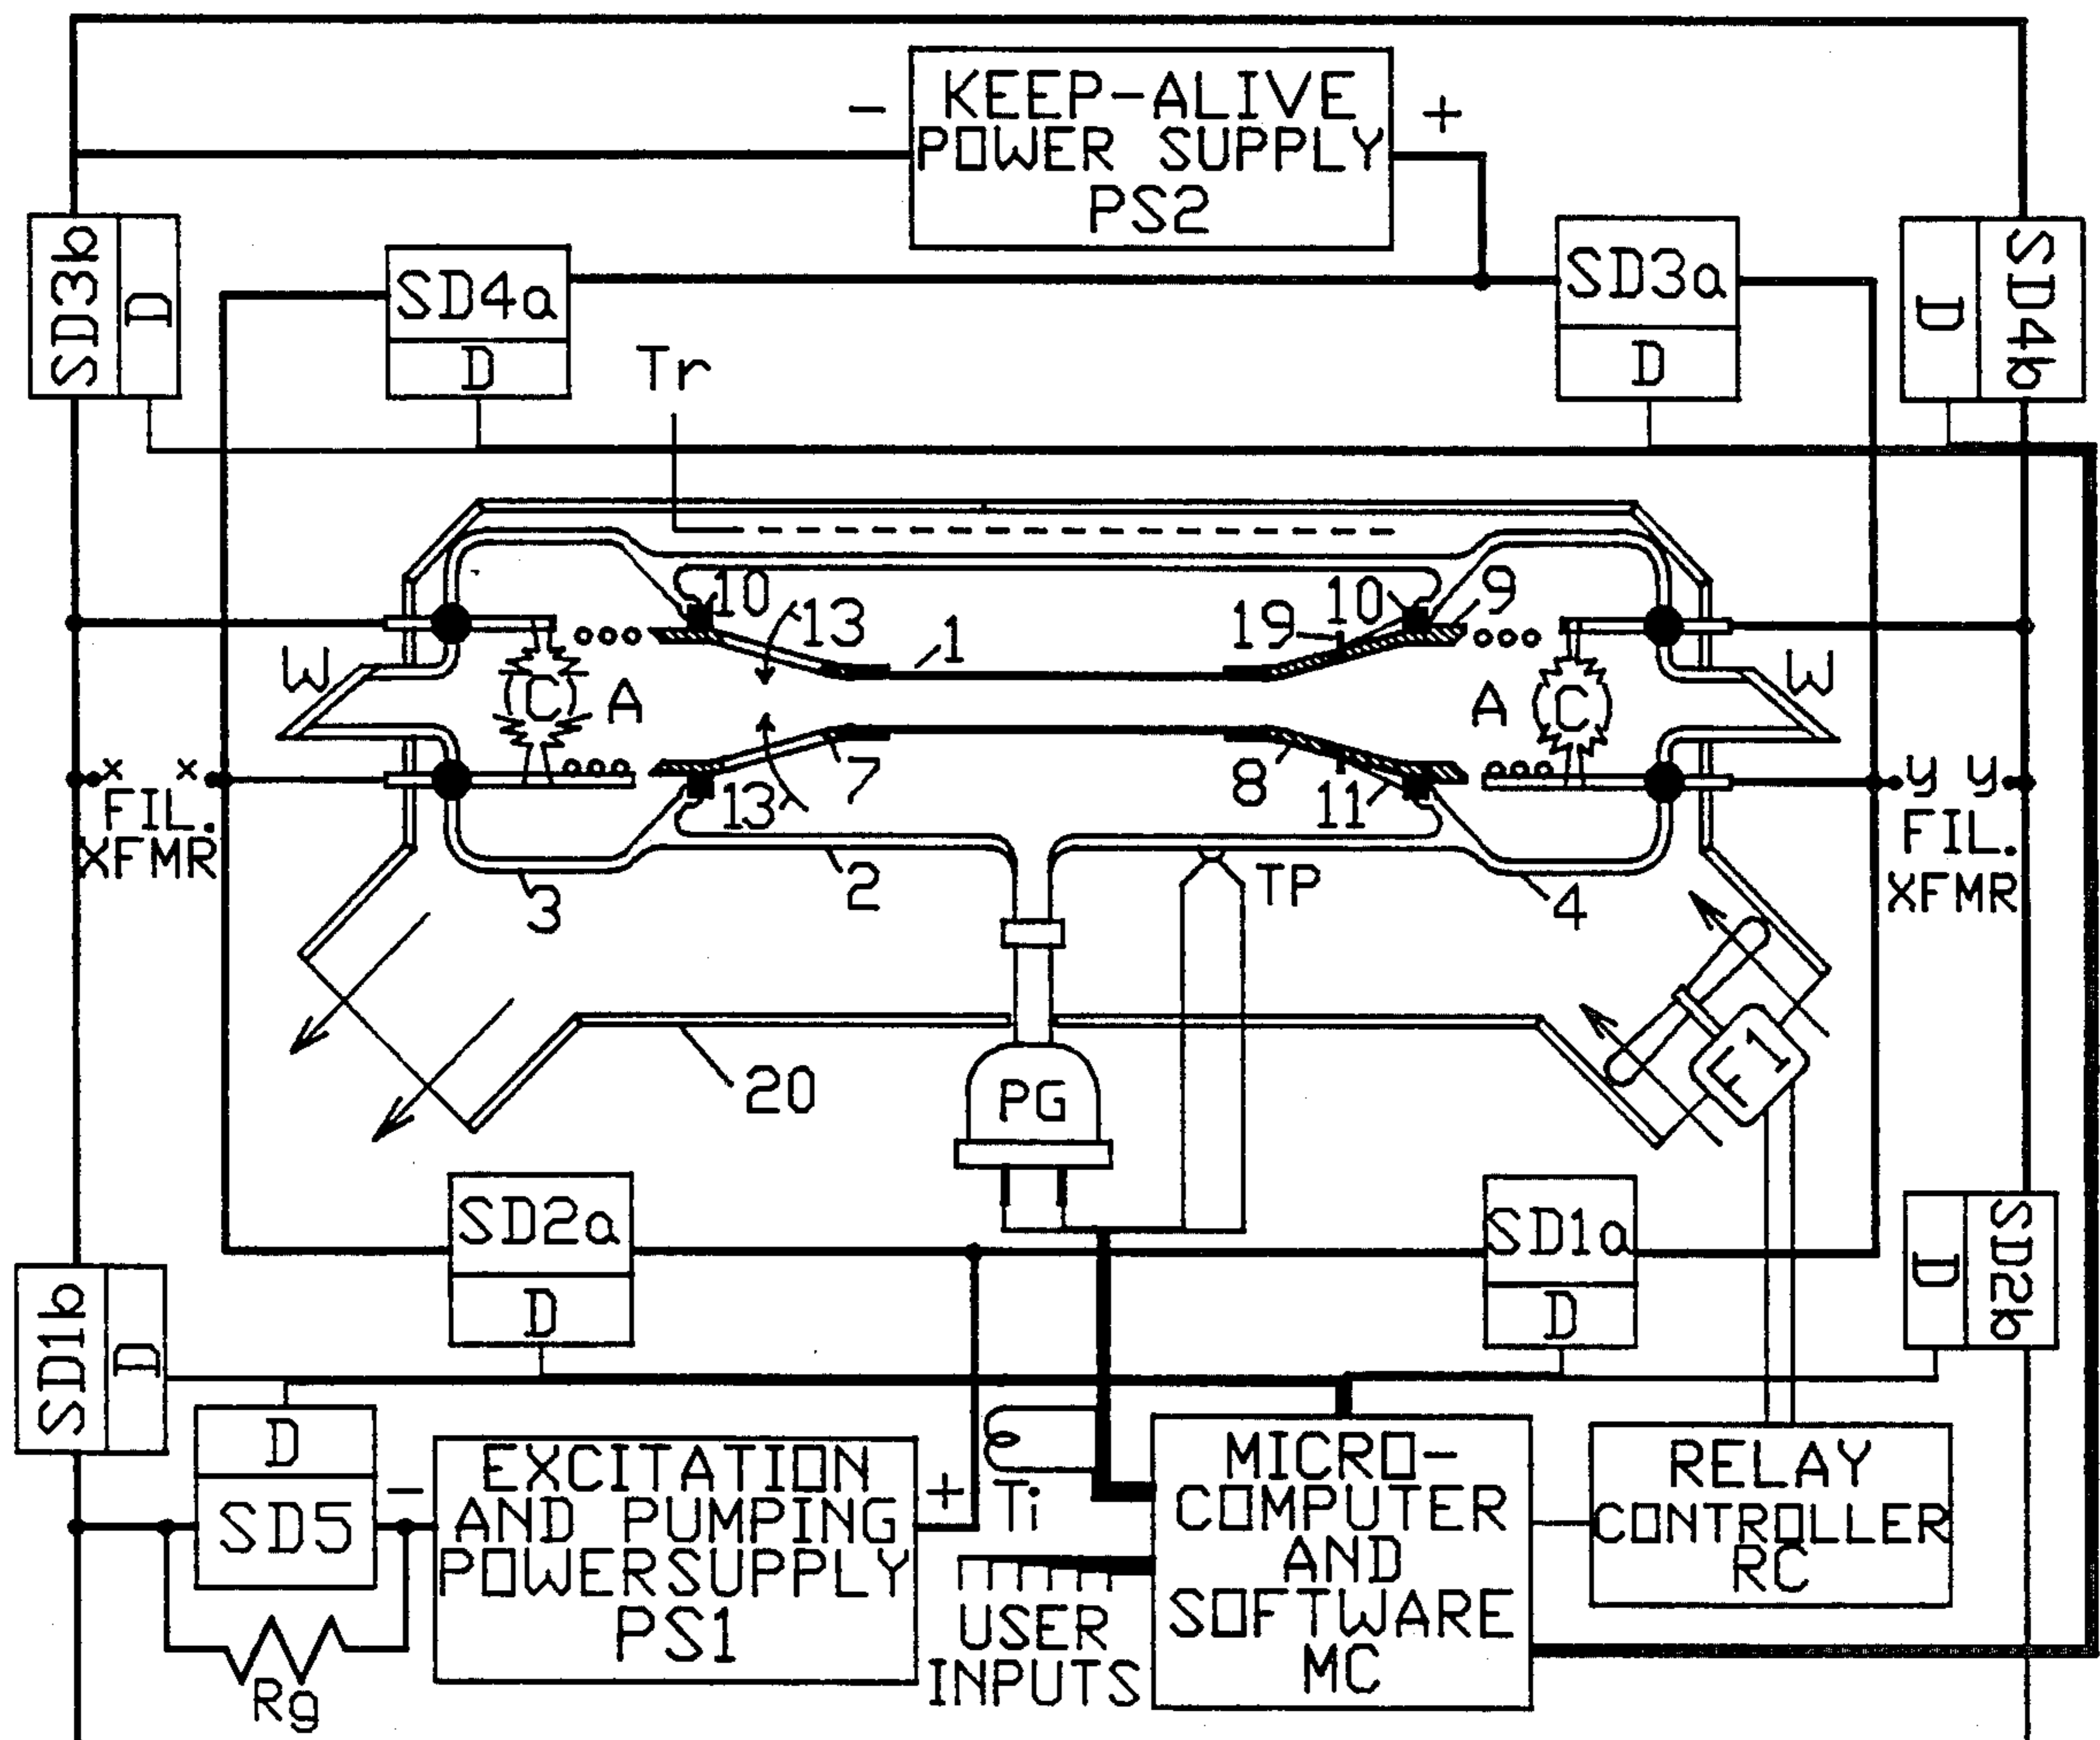 KEEP-ALIVE
POWER SUPPLY
PS2
-
+
SD3b
D
SD4a
D
SD3a
D
D
SD4b
Tr
10
13
1
19
10
9
W
C
A
A
C
W
x
x
FIL.
XFMR
13
7
8
11
y
y
FIL.
XFMR
3
2
TP
4
20
PG
F1
SD2a
D
SD1a
D
SD1b
D
D
SD2b
D
SD5
-
EXCITATION
AND PUMPING
POWERSUPPLY
PS1
+
Ti
USER
INPUTS
MICRO-
COMPUTER
AND
SOFTWARE
MC
RELAY
CONTROLLER
RC
Rg